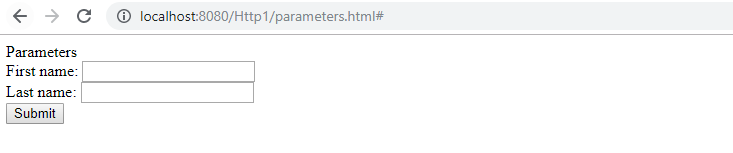 localhost:8080/Http1/parameters.html#
Parameters
First name:
Last name:
Submit